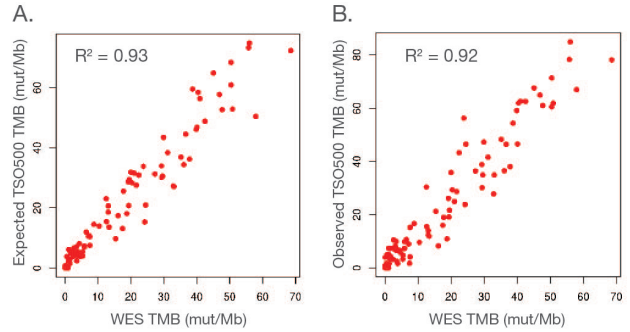 A.
R² = 0.93
Expected TSO500 TMB (mut/Mb)
0 20 40 60
0 10 20 30 40 50 60 70
WES TMB (mut/Mb)
B.
R² = 0.92
Observed TSO500 TMB (mut/Mb)
0 20 40 60 80
0 10 20 30 40 50 60 70
WES TMB (mut/Mb)